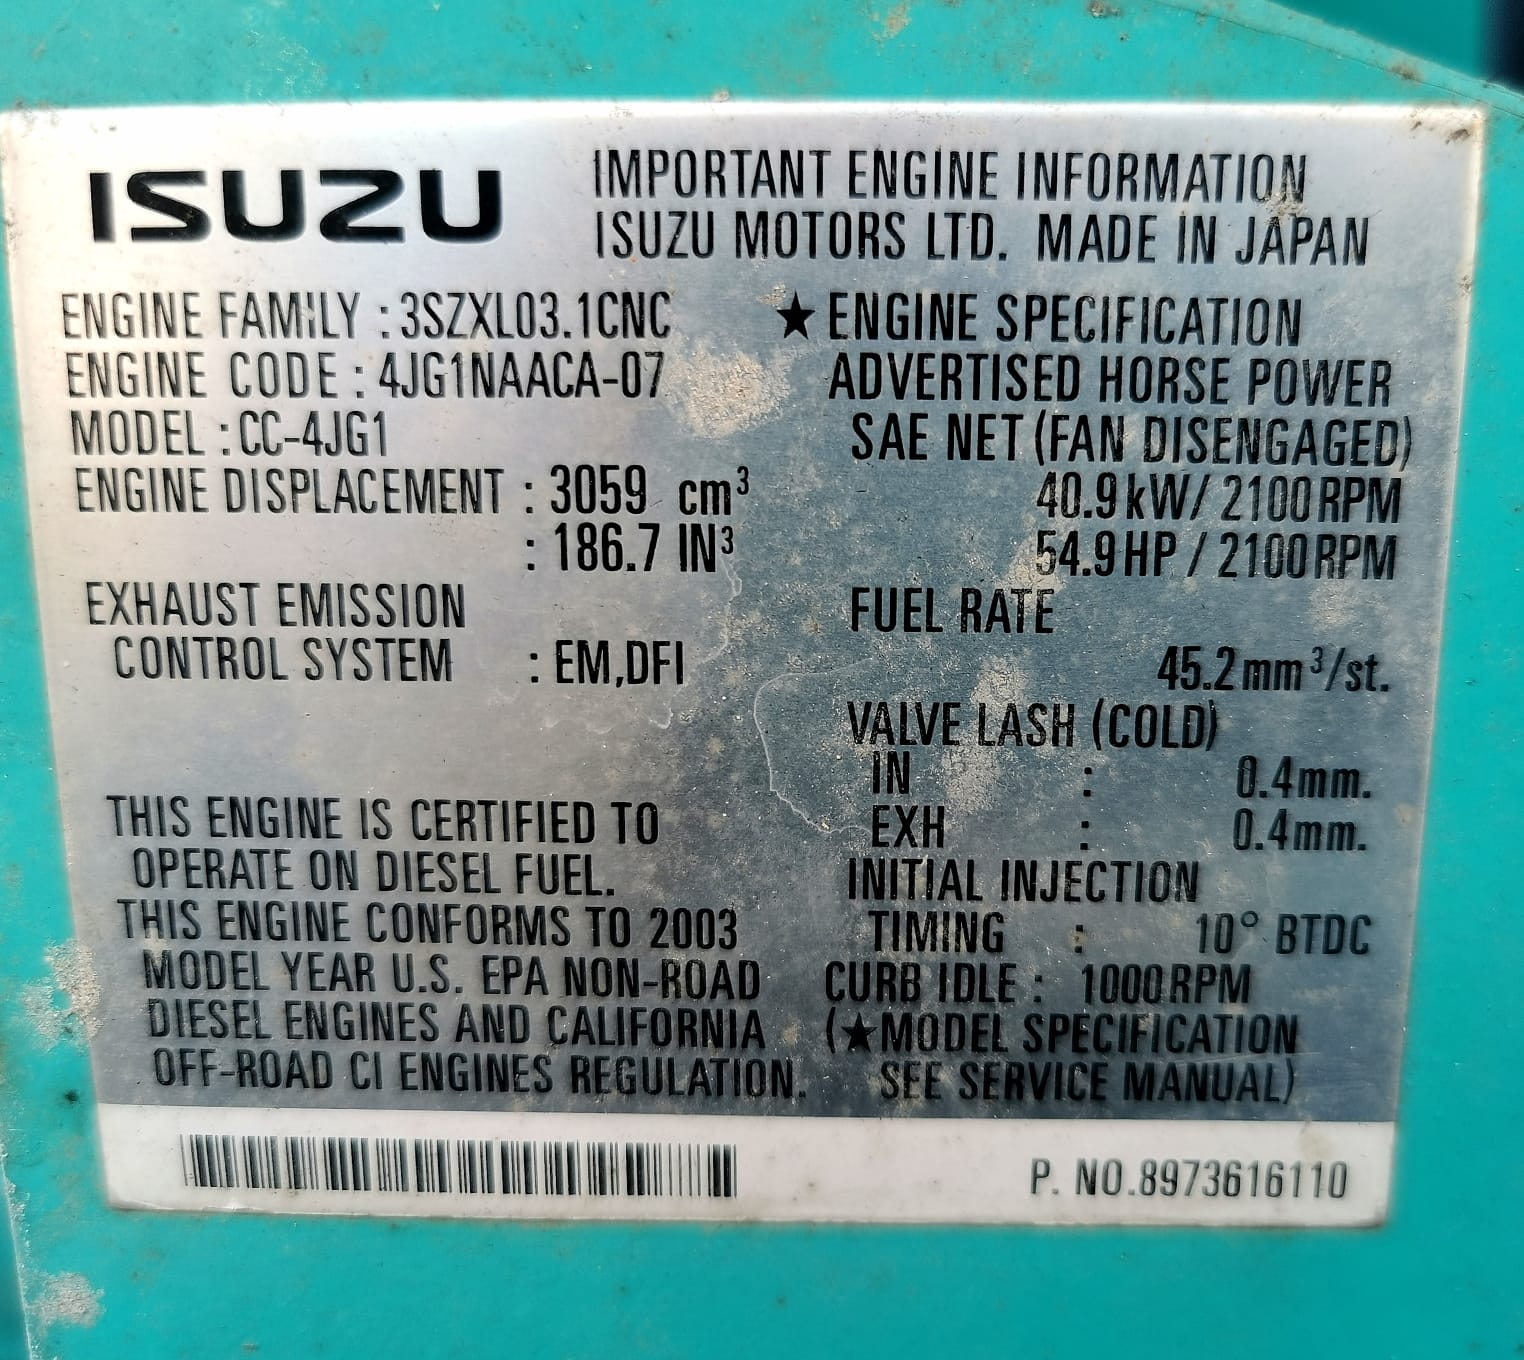 ISUZU
IMPORTANT ENGINE INFORMATION
ISUZU MOTORS LTD. MADE IN JAPAN
ENGINE FAMILY : 3SZXL03.1CNC
ENGINE CODE : 4JG1NAACA-07
MODEL : CC-4JG1
ENGINE DISPLACEMENT : 3059 cm³
: 186.7 IN³
EXHAUST EMISSION
CONTROL SYSTEM : EM,DFI
THIS ENGINE IS CERTIFIED TO
OPERATE ON DIESEL FUEL.
THIS ENGINE CONFORMS TO 2003
MODEL YEAR U.S. EPA NON-ROAD
DIESEL ENGINES AND CALIFORNIA
OFF-ROAD CI ENGINES REGULATION.
★ ENGINE SPECIFICATION
ADVERTISED HORSE POWER
SAE NET (FAN DISENGAGED)
40.9 kW/ 2100 RPM
54.9 HP / 2100 RPM
FUEL RATE
45.2 mm³/st.
VALVE LASH (COLD)
IN : 0.4mm.
EXH : 0.4mm.
INITIAL INJECTION
TIMING : 10° BTDC
CURB IDLE : 1000 RPM
(★MODEL SPECIFICATION
SEE SERVICE MANUAL)
P. NO.8973616110